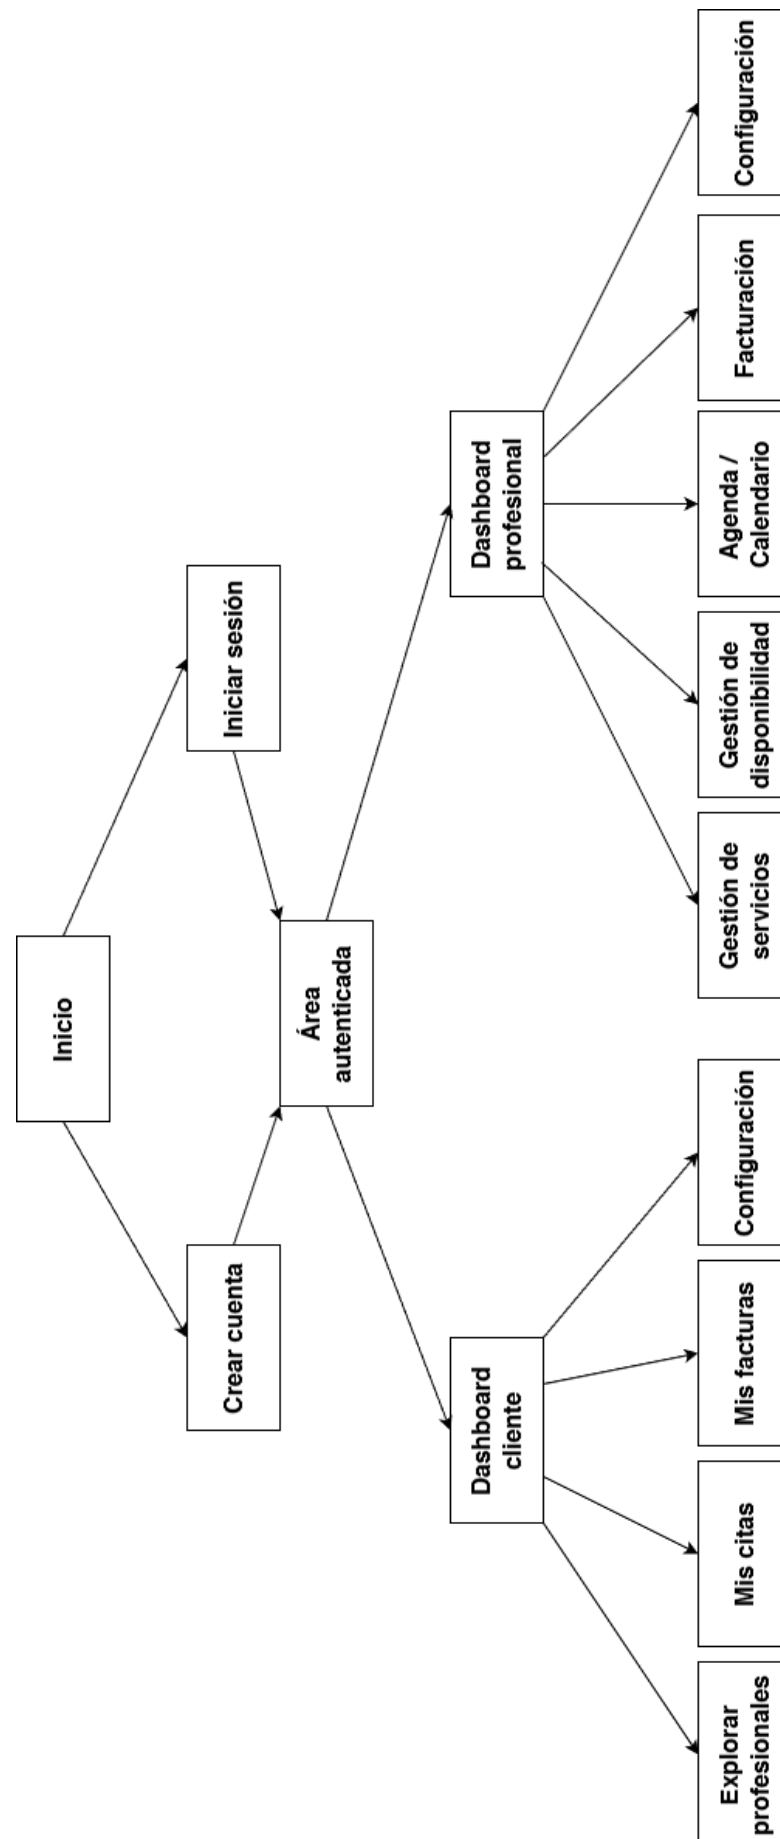 Inicio
Crear cuenta
Iniciar sesión
Área
autenticada
Dashboard
cliente
Dashboard
profesional
Explorar
profesionales
Mis citas
Mis facturas
Configuración
Gestión de
servicios
Gestión de
disponibilidad
Agenda /
Calendario
Facturación
Configuración